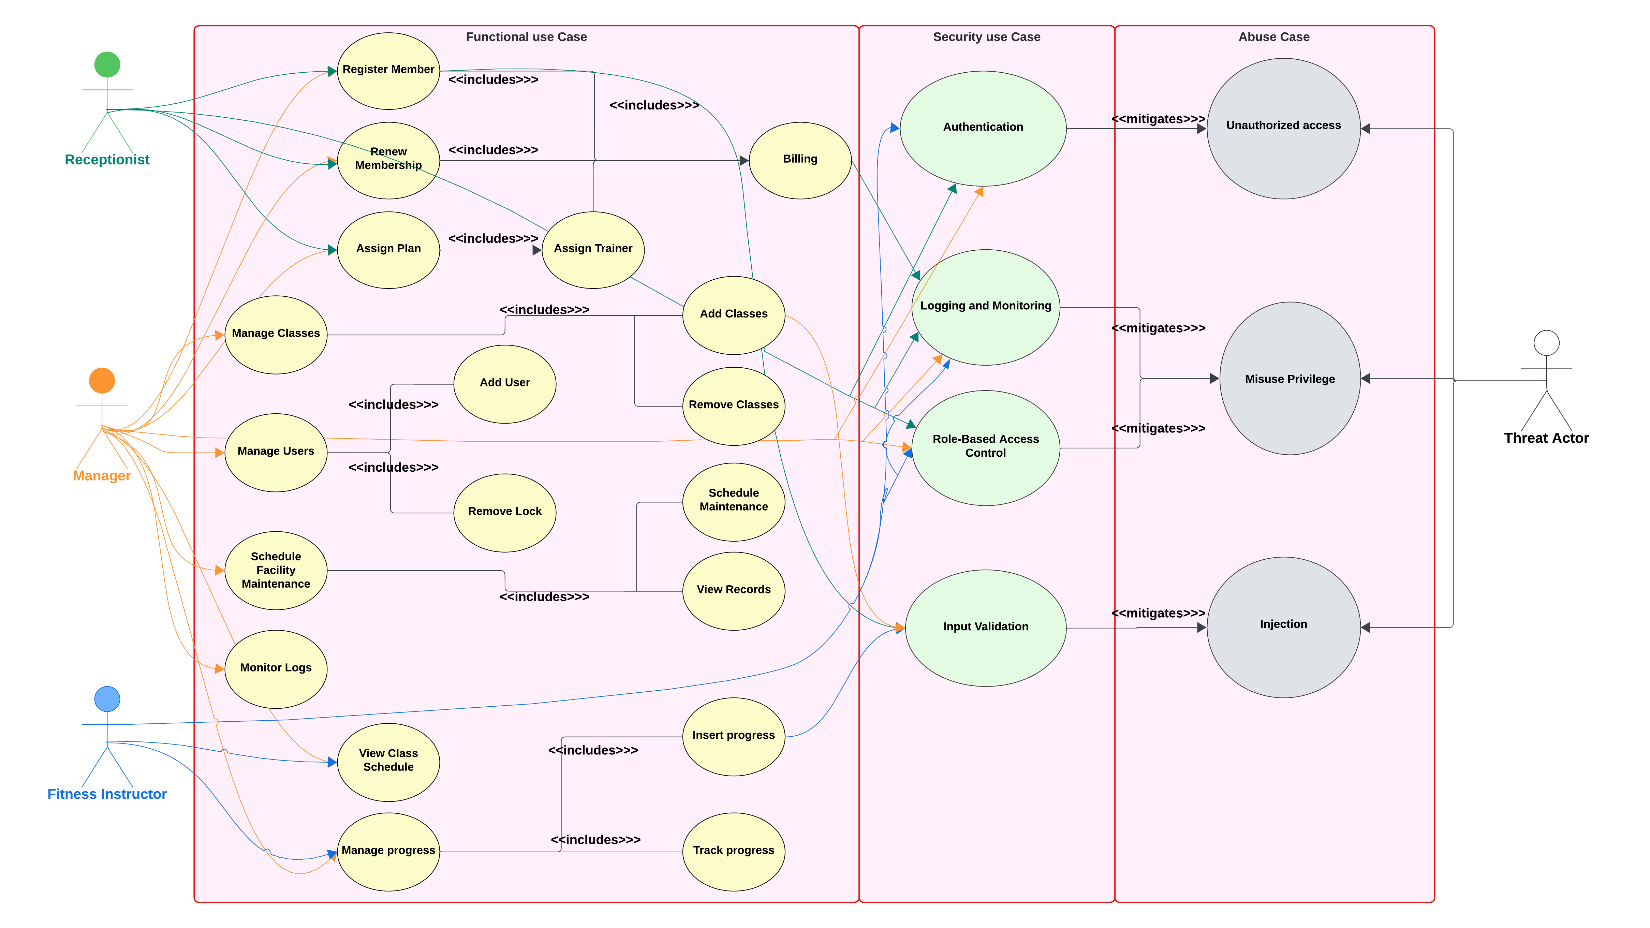 Functional use Case
Security use Case
Abuse Case
Register Member
<<includes>>>
<<includes>>>
Receptionist
Renew
Membership
<<includes>>>
Billing
Authentication
<<mitigates>>>
Unauthorized access
Assign Plan
<<includes>>>
Assign Trainer
Manage Classes
<<includes>>>
Add Classes
Logging and Monitoring
<<mitigates>>>
Misuse Privilege
Add User
<<includes>>>
Remove Classes
Manager
Manage Users
<<includes>>>
Role-Based Access
Control
<<mitigates>>>
Threat Actor
Remove Lock
Schedule
Maintenance
Schedule
Facility
Maintenance
<<includes>>>
View Records
Input Validation
<<mitigates>>>
Injection
Monitor Logs
Fitness Instructor
View Class
Schedule
<<includes>>>
Insert progress
Manage progress
<<includes>>>
Track progress